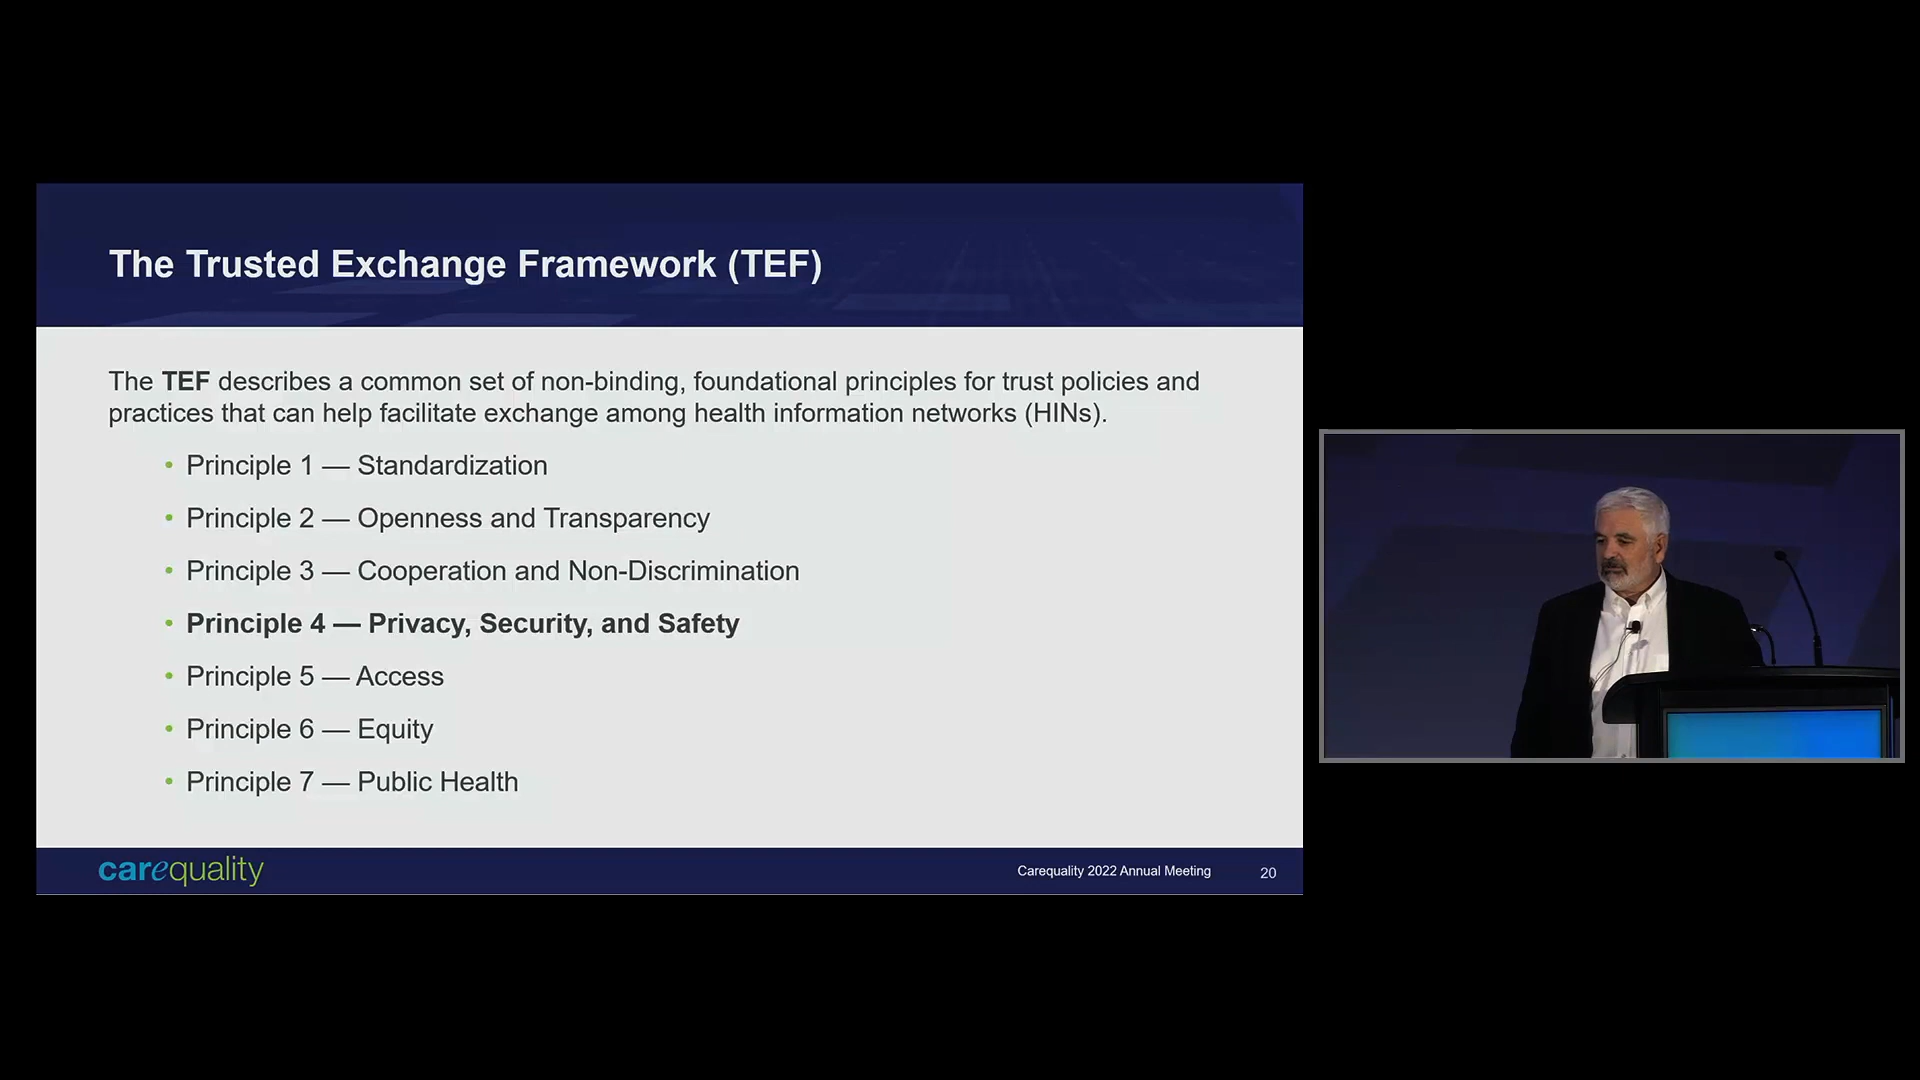 The Trusted Exchange Framework (TEF)
The TEF describes a common set of non-binding, foundational principles for trust policies and
practices that can help facilitate exchange among health information networks (HINs).
• Principle 1 — Standardization
• Principle 2 — Openness and Transparency
• Principle 3 — Cooperation and Non-Discrimination
• Principle 4 — Privacy, Security, and Safety
• Principle 5 — Access
• Principle 6 — Equity
• Principle 7 — Public Health
carequality
Carequality 2022 Annual Meeting
20